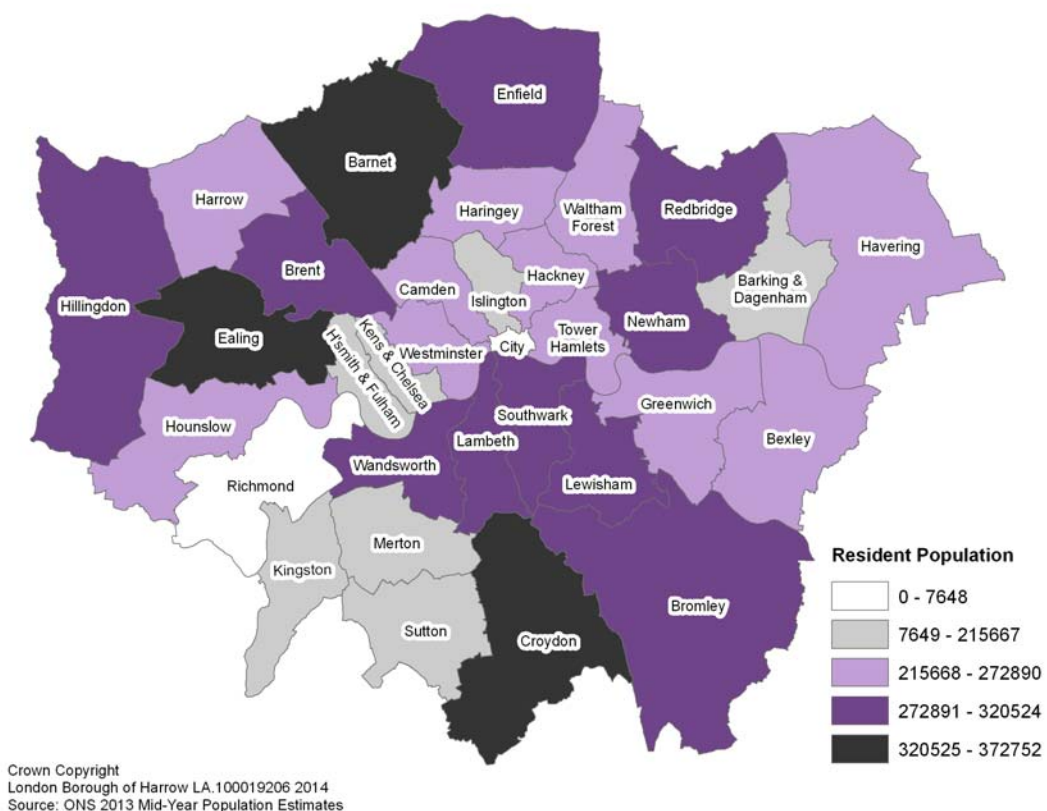 Enfield
Barnet
Harrow
Haringey
Waltham
Forest
Redbridge
Havering
Brent
Hackney
Camden
Islington
Barking &
Dagenham
Hillingdon
Ealing
Newham
Kens & Chelsea
H'smith & Fulham
Westminster
City
Tower
Hamlets
Hounslow
Greenwich
Southwark
Bexley
Lambeth
Wandsworth
Lewisham
Richmond
Merton
Kingston
Bromley
Sutton
Croydon
Resident Population
0 - 7648
7649 - 215667
215668 - 272890
272891 - 320524
320525 - 372752
Crown Copyright
London Borough of Harrow LA.100019206 2014
Source: ONS 2013 Mid-Year Population Estimates